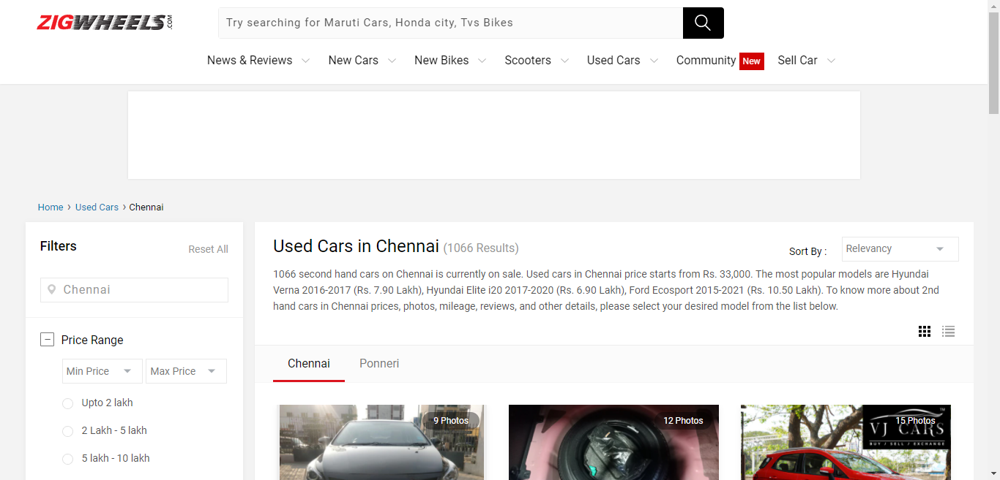 ZIGWHEELS.COM
Try searching for Maruti Cars, Honda city, Tvs Bikes
News & Reviews New Cars New Bikes Scooters Used Cars Community New Sell Car
Home › Used Cars › Chennai
Filters
Reset All
Chennai
Price Range
Min Price Max Price
Upto 2 lakh
2 Lakh - 5 lakh
5 lakh - 10 lakh
Used Cars in Chennai (1066 Results)
Sort By : Relevancy
1066 second hand cars on Chennai is currently on sale. Used cars in Chennai price starts from Rs. 33,000. The most popular models are Hyundai
Verna 2016-2017 (Rs. 7.90 Lakh), Hyundai Elite i20 2017-2020 (Rs. 6.90 Lakh), Ford Ecosport 2015-2021 (Rs. 10.50 Lakh). To know more about 2nd
hand cars in Chennai prices, photos, mileage, reviews, and other details, please select your desired model from the list below.
Chennai Ponneri
9 Photos
12 Photos
15 Photos
VJ CARS
BUY / SELL / EXCHANGE